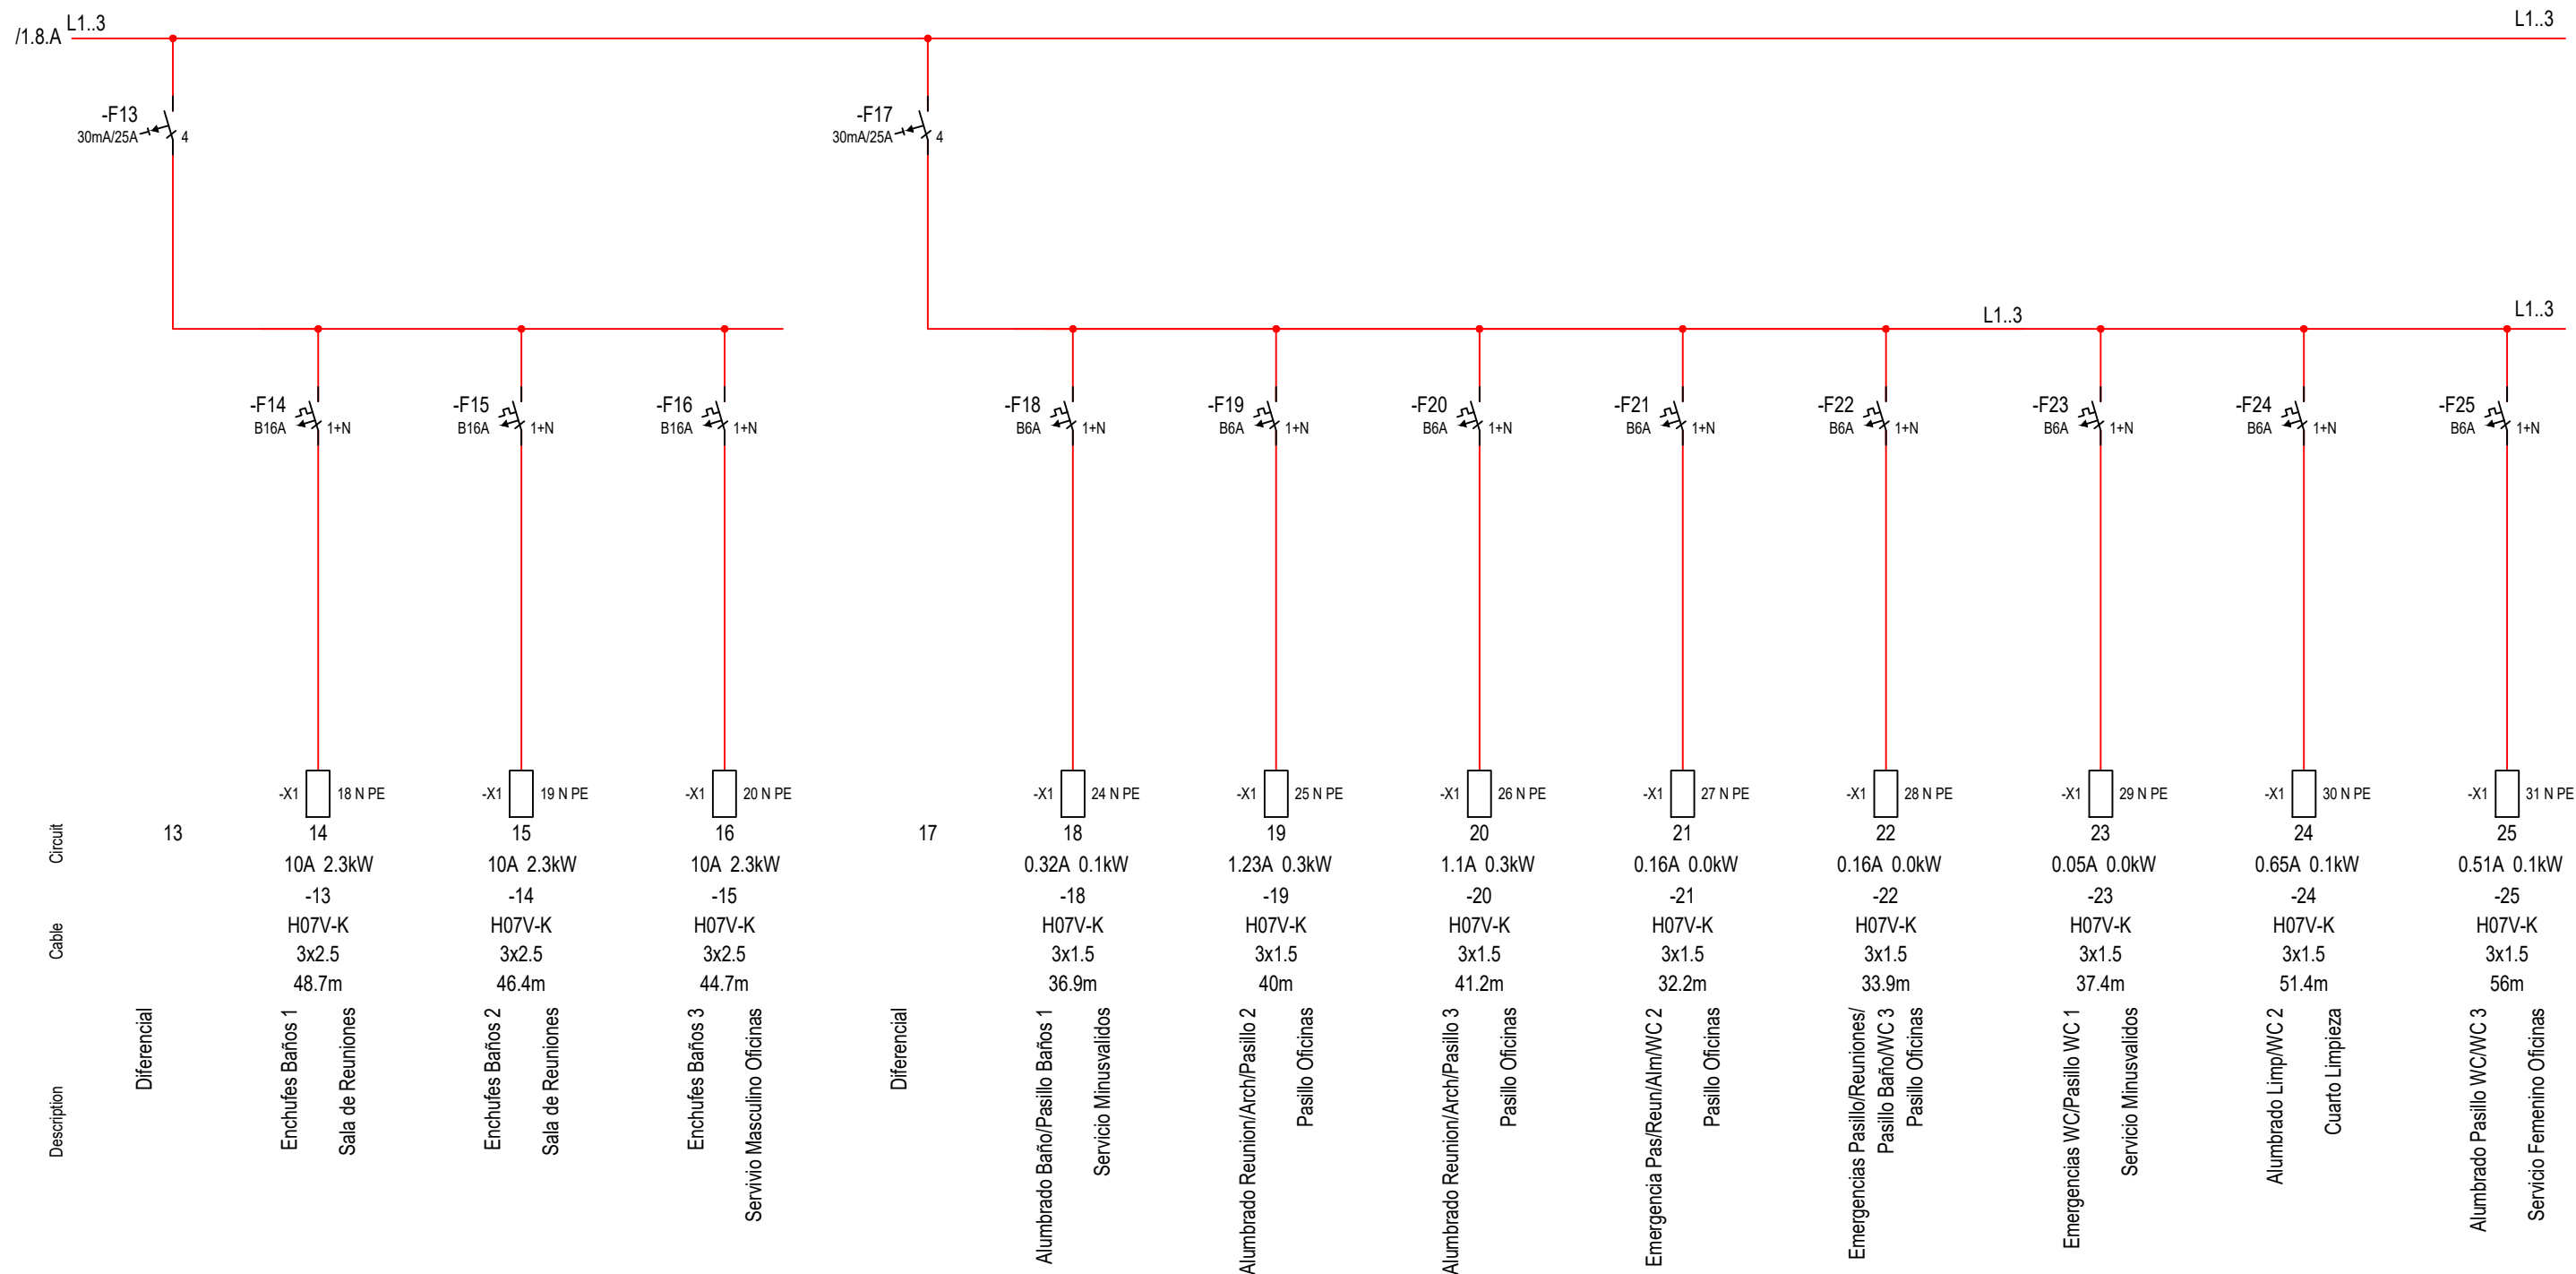 /1.8.A L1..3 L1..3
-F13
30mA/25A 4
-F17
30mA/25A 4
L1..3 L1..3
-F14
B16A 1+N
-F15
B16A 1+N
-F16
B16A 1+N
-F18
B6A 1+N
-F19
B6A 1+N
-F20
B6A 1+N
-F21
B6A 1+N
-F22
B6A 1+N
-F23
B6A 1+N
-F24
B6A 1+N
-F25
B6A 1+N
-X1 18 N PE
-X1 19 N PE
-X1 20 N PE
-X1 24 N PE
-X1 25 N PE
-X1 26 N PE
-X1 27 N PE
-X1 28 N PE
-X1 29 N PE
-X1 30 N PE
-X1 31 N PE
Circuit 13 14 15 16 17 18 19 20 21 22 23 24 25
10A 2.3kW 10A 2.3kW 10A 2.3kW 0.32A 0.1kW 1.23A 0.3kW 1.1A 0.3kW 0.16A 0.0kW 0.16A 0.0kW 0.05A 0.0kW 0.65A 0.1kW 0.51A 0.1kW
-13 -14 -15 -18 -19 -20 -21 -22 -23 -24 -25
Cable H07V-K H07V-K H07V-K H07V-K H07V-K H07V-K H07V-K H07V-K H07V-K H07V-K H07V-K
3x2.5 3x2.5 3x2.5 3x1.5 3x1.5 3x1.5 3x1.5 3x1.5 3x1.5 3x1.5 3x1.5
48.7m 46.4m 44.7m 36.9m 40m 41.2m 32.2m 33.9m 37.4m 51.4m 56m
Description
Diferencial
Enchufes Baños 1
Sala de Reuniones
Enchufes Baños 2
Sala de Reuniones
Enchufes Baños 3
Servivio Masculino Oficinas
Diferencial
Alumbrado Baño/Pasillo Baños 1
Servicio Minusvalidos
Alumbrado Reunion/Arch/Pasillo 2
Pasillo Oficinas
Alumbrado Reunion/Arch/Pasillo 3
Pasillo Oficinas
Emergencia Pas/Reun/Alm/WC 2
Pasillo Oficinas
Emergencias Pasillo/Reuniones/
Pasillo Baño/WC 3
Pasillo Oficinas
Emergencias WC/Pasillo WC 1
Servicio Minusvalidos
Alumbrado Limp/WC 2
Cuarto Limpieza
Alumbrado Pasillo WC/WC 3
Servicio Femenino Oficinas